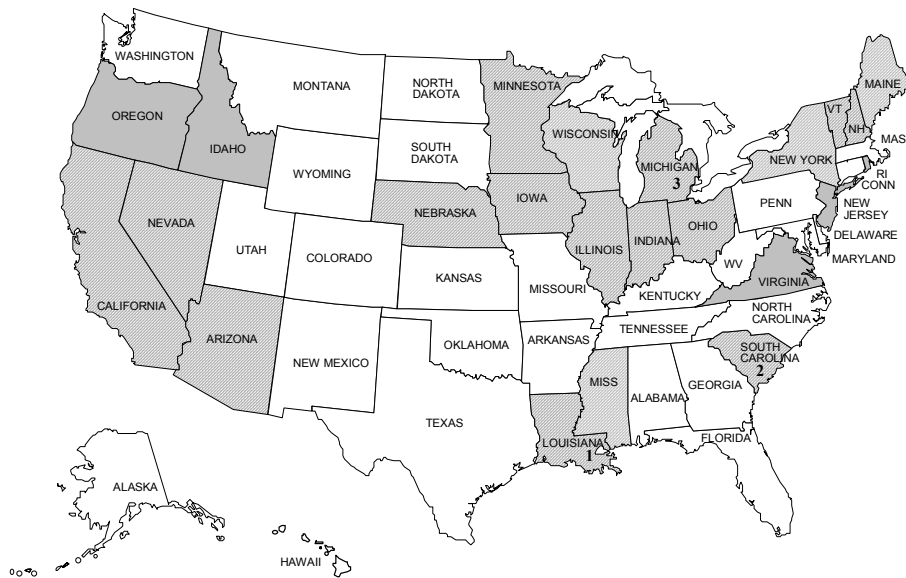 WASHINGTON
MONTANA
NORTH
DAKOTA
MINNESOTA
MAINE
OREGON
IDAHO
SOUTH
DAKOTA
WISCONSIN
VT
NH
MAS
MICHIGAN
3
NEW YORK
RI
CONN
WYOMING
NEBRASKA
IOWA
PENN
NEW
JERSEY
NEVADA
UTAH
COLORADO
KANSAS
MISSOURI
ILLINOIS
INDIANA
OHIO
WV
DELAWARE
MARYLAND
VIRGINIA
KENTUCKY
CALIFORNIA
ARIZONA
NEW MEXICO
OKLAHOMA
ARKANSAS
TENNESSEE
NORTH
CAROLINA
SOUTH
CAROLINA
2
MISS
ALABAMA
GEORGIA
TEXAS
LOUISIANA
1
FLORIDA
ALASKA
HAWAII